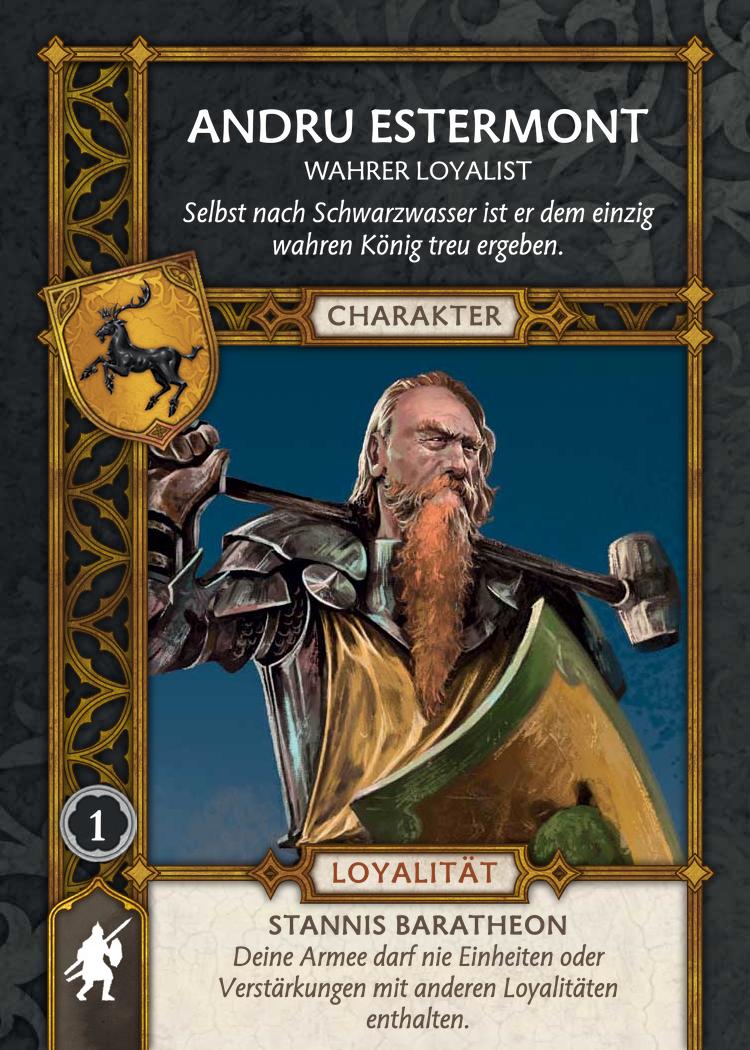 ANDRU ESTERMONT
WAHRER LOYALIST
Selbst nach Schwarzwasser ist er dem einzig
wahren König treu ergeben.
CHARAKTER
1
LOYALITÄT
STANNIS BARATHEON
Deine Armee darf nie Einheiten oder
Verstärkungen mit anderen Loyalitäten
enthalten.